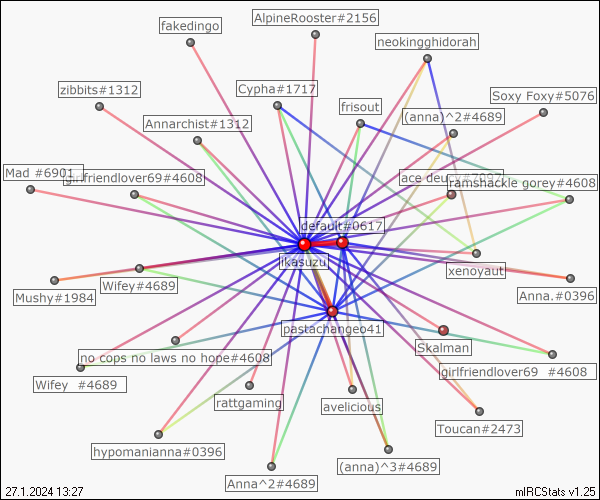 AlpineRooster#2156
fakedingo
neokingghidorah
zibbits#1312
Cypha#1717
Soxy Foxy#5076
frisout
(anna)^2#4689
Annarchist#1312
Mad #6901
girlfriendlover69#4608
ace deucy
ramshackle gorey#4608
default#0617
ikasuzu
xenoyaut
Mushy#1984
Wifey#4689
Anna.#0396
pastachangeo41
Skalman
no cops no laws no hope#4608
Wifey #4689
girlfriendlover69 #4608
rattgaming
avelicious
Toucan#2473
hypomanianna#0396
(anna)^3#4689
Anna^2#4689
27.1.2024 13:27
mIRCStats v1.25